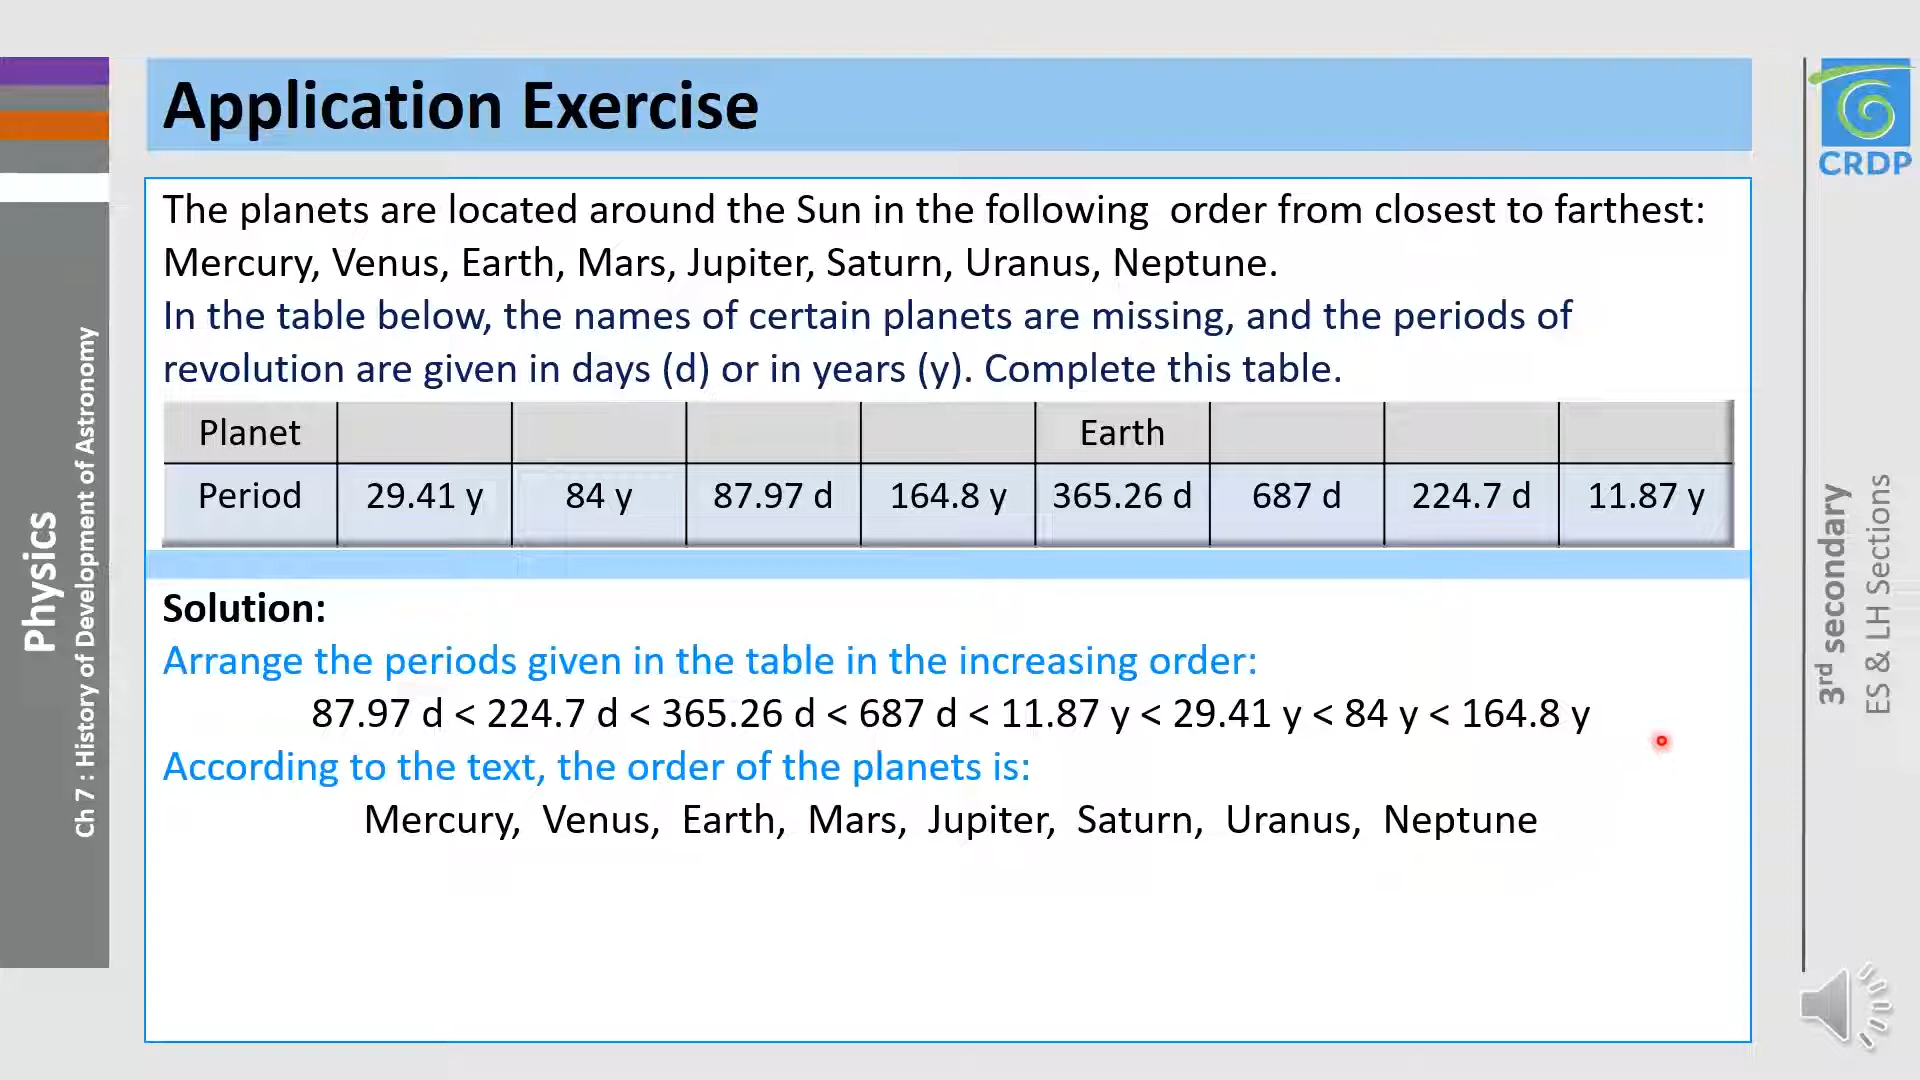 Application Exercise
CRDP
The planets are located around the Sun in the following order from closest to farthest:
Mercury, Venus, Earth, Mars, Jupiter, Saturn, Uranus, Neptune.
In the table below, the names of certain planets are missing, and the periods of
revolution are given in days (d) or in years (y). Complete this table.
Planet Earth
Period 29.41 y 84 y 87.97 d 164.8 y 365.26 d 687 d 224.7 d 11.87 y
Solution:
Arrange the periods given in the table in the increasing order:
87.97 d < 224.7 d < 365.26 d < 687 d < 11.87 y < 29.41 y < 84 y < 164.8 y
According to the text, the order of the planets is:
Mercury, Venus, Earth, Mars, Jupiter, Saturn, Uranus, Neptune
Physics
Ch 7 : History of Development of Astronomy
3rd secondary
ES & LH Sections